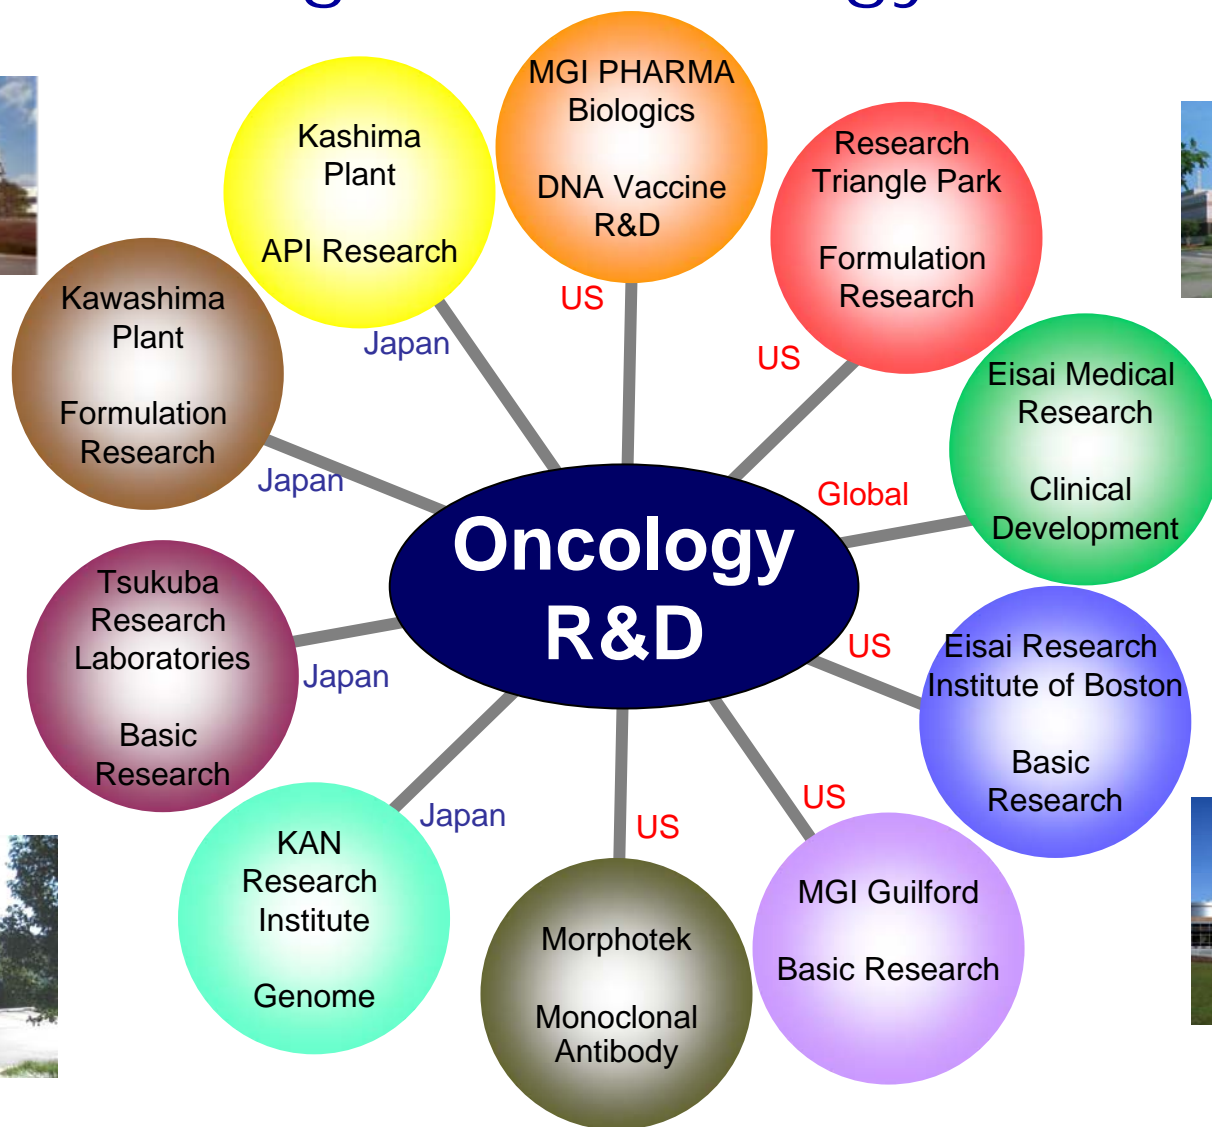 MGI PHARMA
Biologics
DNA Vaccine
R&D
US
Research
Triangle Park
Formulation
Research
US
Eisai Medical
Research
Clinical
Development
Global
Eisai Research
Institute of Boston
Basic
Research
US
MGI Guilford
Basic Research
US
Morphotek
Monoclonal
Antibody
US
KAN
Research
Institute
Genome
Japan
Tsukuba
Research
Laboratories
Basic
Research
Japan
Kawashima
Plant
Formulation
Research
Japan
Kashima
Plant
API Research
Japan
Oncology
R&D